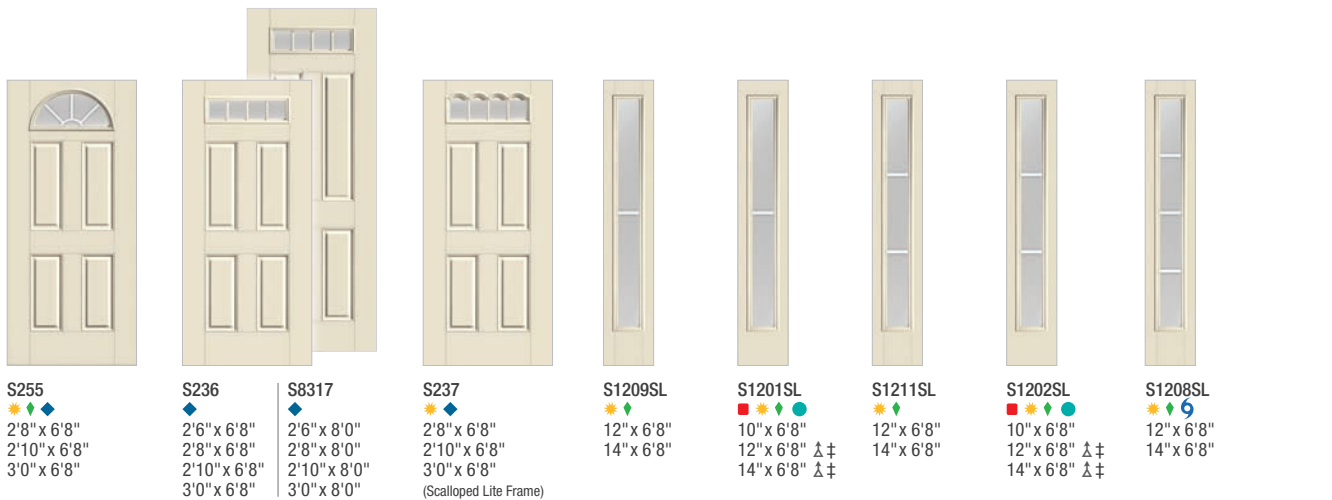 S255
2'8" x 6'8"
2'10" x 6'8"
3'0" x 6'8"
S236
2'6" x 6'8"
2'8" x 6'8"
2'10" x 6'8"
3'0" x 6'8"
S8317
2'6" x 8'0"
2'8" x 8'0"
2'10" x 8'0"
3'0" x 8'0"
S237
2'8" x 6'8"
2'10" x 6'8"
3'0" x 6'8"
(Scalloped Lite Frame)
S1209SL
12" x 6'8"
14" x 6'8"
S1201SL
10" x 6'8"
12" x 6'8" ‡
14" x 6'8" ‡
S1211SL
12" x 6'8"
14" x 6'8"
S1202SL
10" x 6'8"
12" x 6'8" ‡
14" x 6'8" ‡
S1208SL
12" x 6'8"
14" x 6'8"